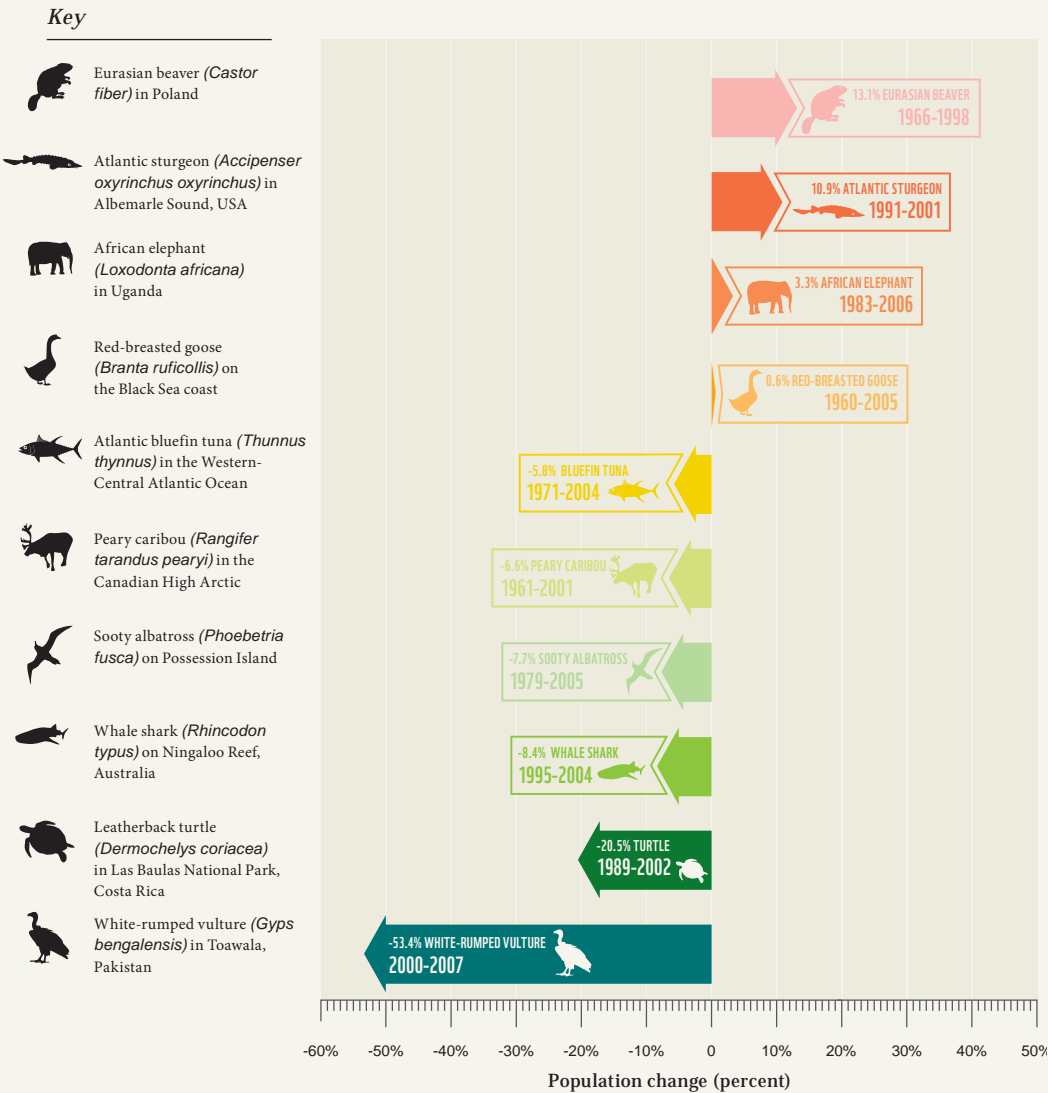 Key
Eurasian beaver (Castor
fiber) in Poland
Atlantic sturgeon (Accipenser
oxyrinchus oxyrinchus) in
Albemarle Sound, USA
African elephant
(Loxodonta africana)
in Uganda
Red-breasted goose
(Branta ruficollis) on
the Black Sea coast
Atlantic bluefin tuna (Thunnus
thynnus) in the Western-
Central Atlantic Ocean
Peary caribou (Rangifer
tarandus pearyi) in the
Canadian High Arctic
Sooty albatross (Phoebetria
fusca) on Possession Island
Whale shark (Rhincodon
typus) on Ningaloo Reef,
Australia
Leatherback turtle
(Dermochelys coriacea)
in Las Baulas National Park,
Costa Rica
White-rumped vulture (Gyps
bengalensis) in Toawala,
Pakistan
13.1% EURASIAN BEAVER
1966-1998
10.9% ATLANTIC STURGEON
1991-2001
3.3% AFRICAN ELEPHANT
1983-2006
0.6% RED-BREASTED GOOSE
1960-2005
-5.8% BLUEFIN TUNA
1971-2004
-6.6% PEARY CARIBOU
1961-2001
-7.7% SOOTY ALBATROSS
1979-2005
-8.4% WHALE SHARK
1995-2004
-20.5% TURTLE
1989-2002
-53.4% WHITE-RUMPED VULTURE
2000-2007
-60% -50% -40% -30% -20% -10% 0 10% 20% 30% 40% 50%
Population change (percent)